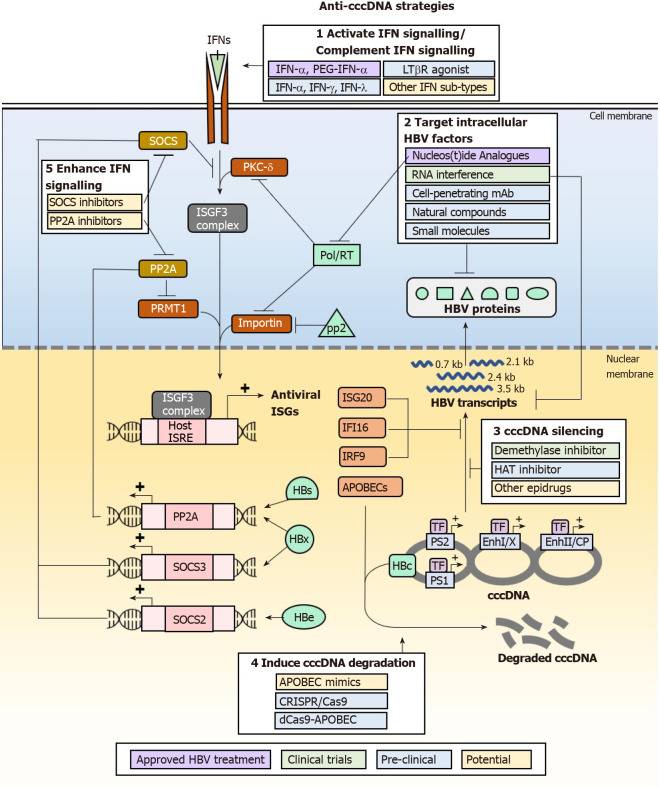 Anti-cccDNA strategies
IFNs
1 Activate IFN signalling/
Complement IFN signalling
IFN-α, PEG-IFN-α
LTβR agonist
IFN-α, IFN-γ, IFN-λ
Other IFN sub-types
Cell membrane
SOCS
PKC-δ
2 Target intracellular
HBV factors
Nucleos(t)ide Analogues
RNA interference
Cell-penetrating mAb
Natural compounds
Small molecules
5 Enhance IFN
signalling
SOCS inhibitors
PP2A inhibitors
ISGF3
complex
Pol/RT
PP2A
PRMT1
Importin
pp2
HBV proteins
Nuclear
membrane
0.7 kb
2.1 kb
2.4 kb
3.5 kb
HBV transcripts
ISGF3
complex
Host
ISRE
+
Antiviral
ISGs
ISG20
IFI16
IRF9
APOBECs
3 cccDNA silencing
Demethylase inhibitor
HAT inhibitor
Other epidrugs
+
PP2A
HBs
HBx
+
SOCS3
+
SOCS2
HBe
HBc
TF
+
PS2
TF
+
PS1
TF
+
EnhI/X
TF
+
EnhII/CP
cccDNA
Degraded cccDNA
4 Induce cccDNA degradation
APOBEC mimics
CRISPR/Cas9
dCas9-APOBEC
Approved HBV treatment
Clinical trials
Pre-clinical
Potential